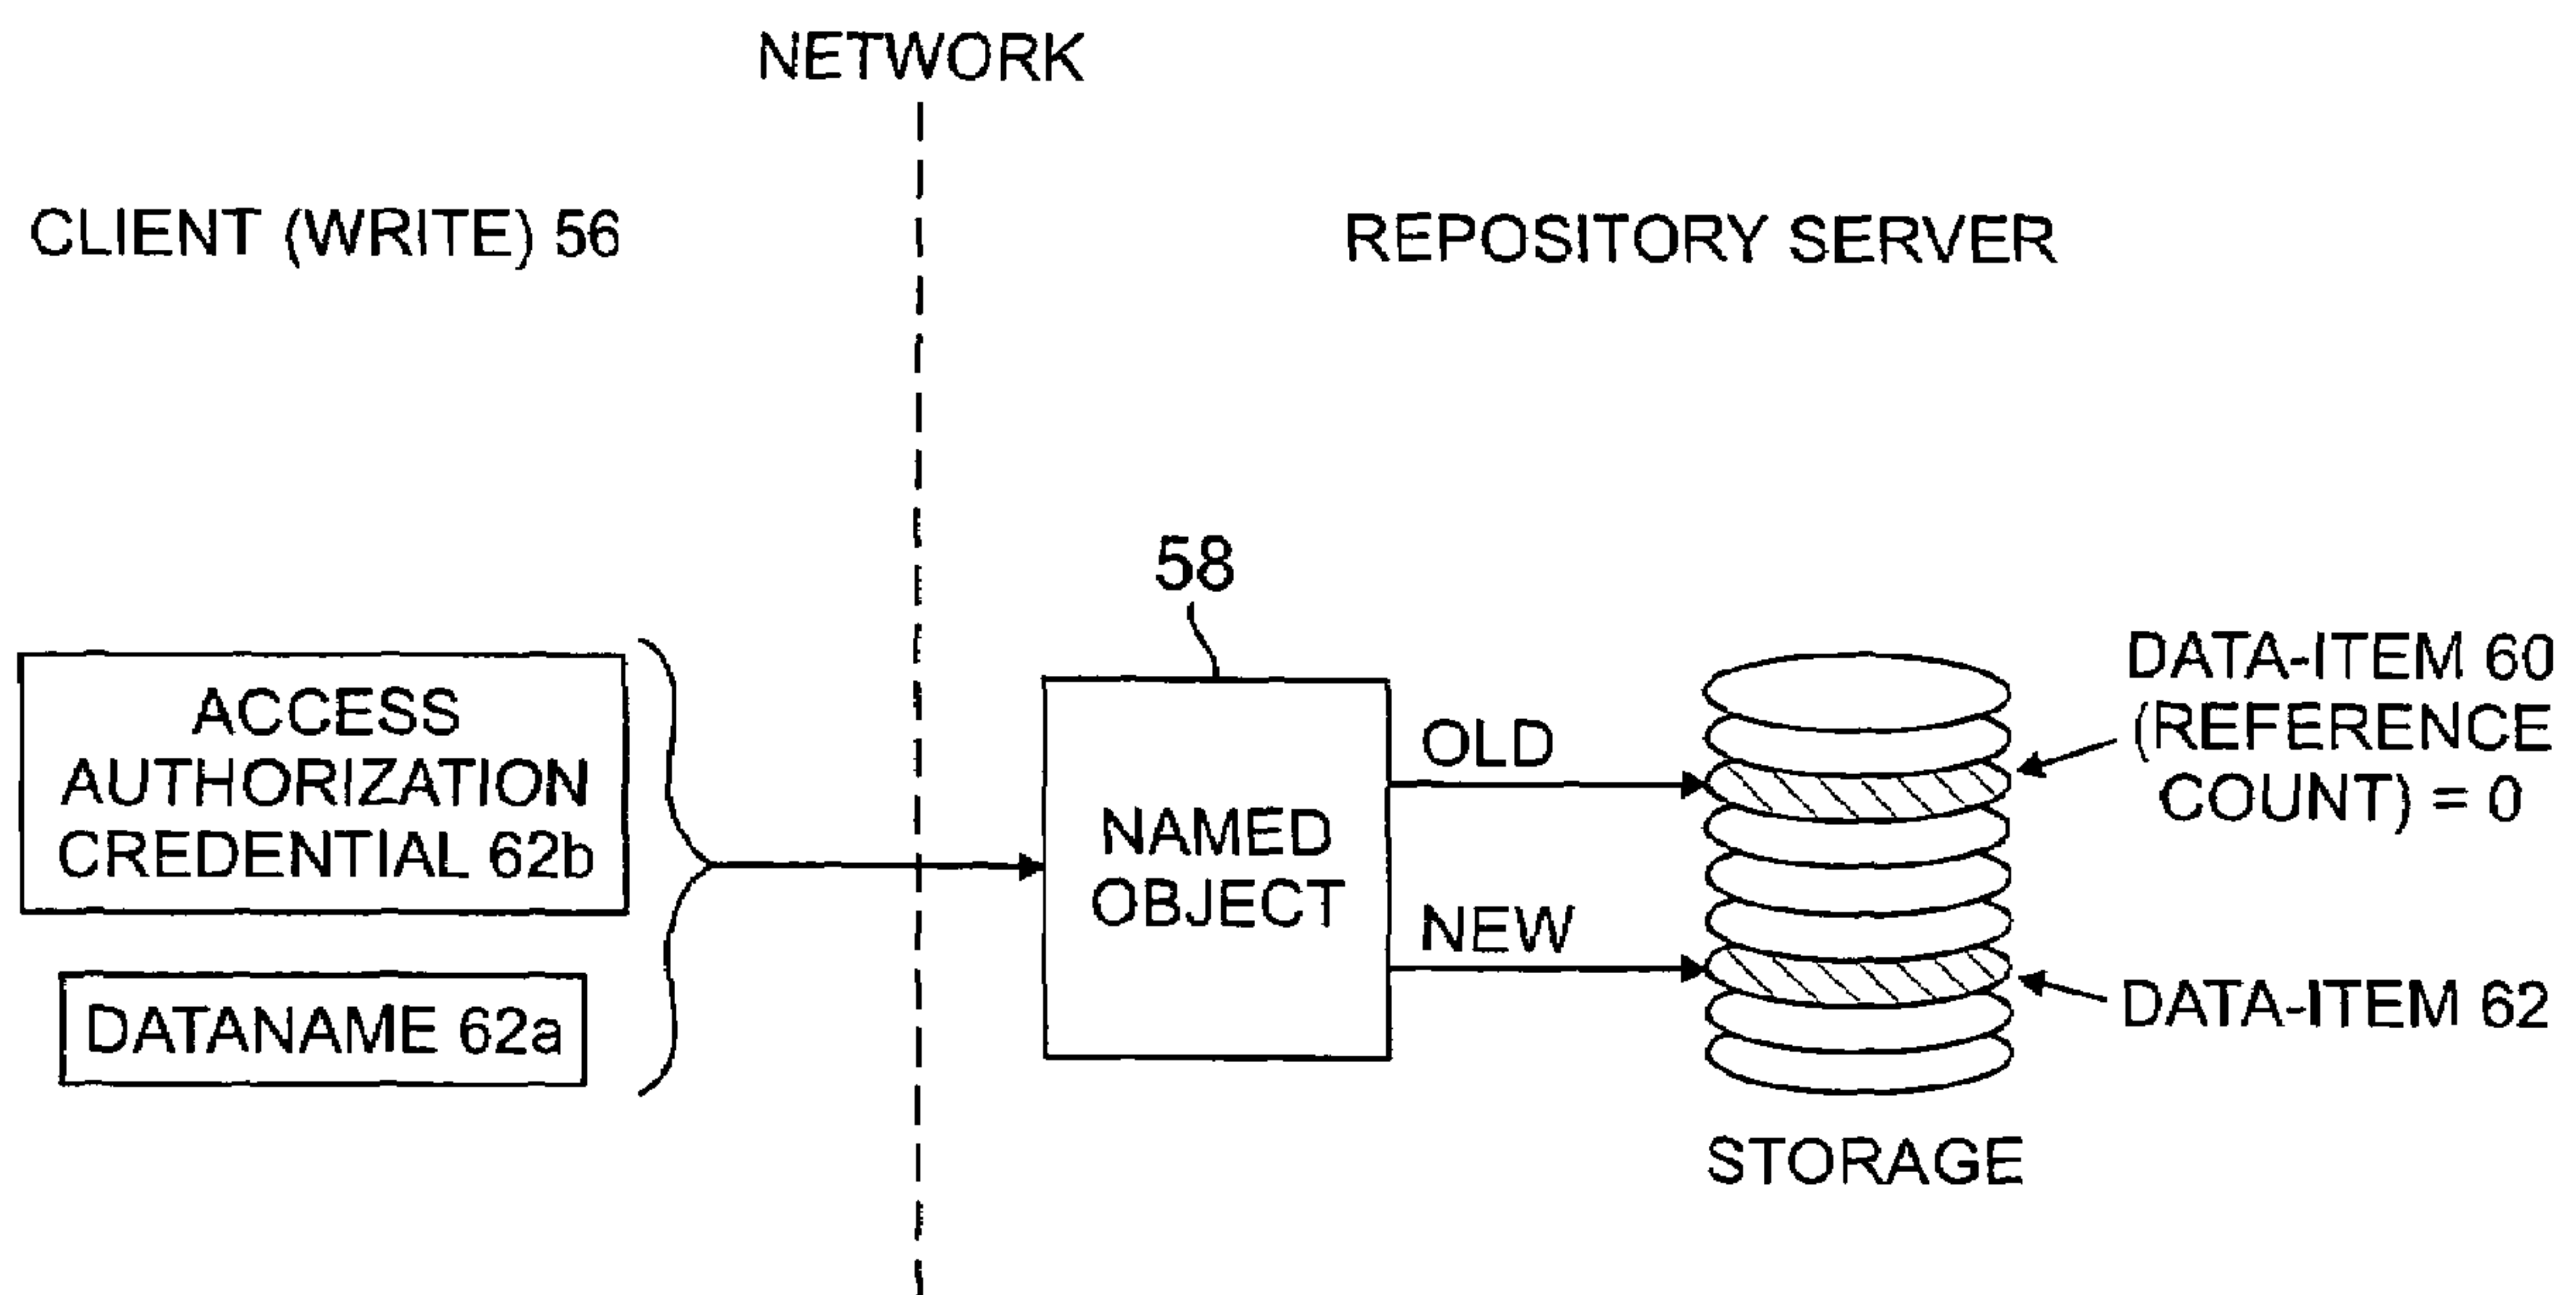 NETWORK
CLIENT (WRITE) 56
REPOSITORY SERVER
ACCESS
AUTHORIZATION
CREDENTIAL 62b
DATANAME 62a
58
NAMED
OBJECT
OLD
NEW
DATA-ITEM 60
(REFERENCE
COUNT) = 0
DATA-ITEM 62
STORAGE